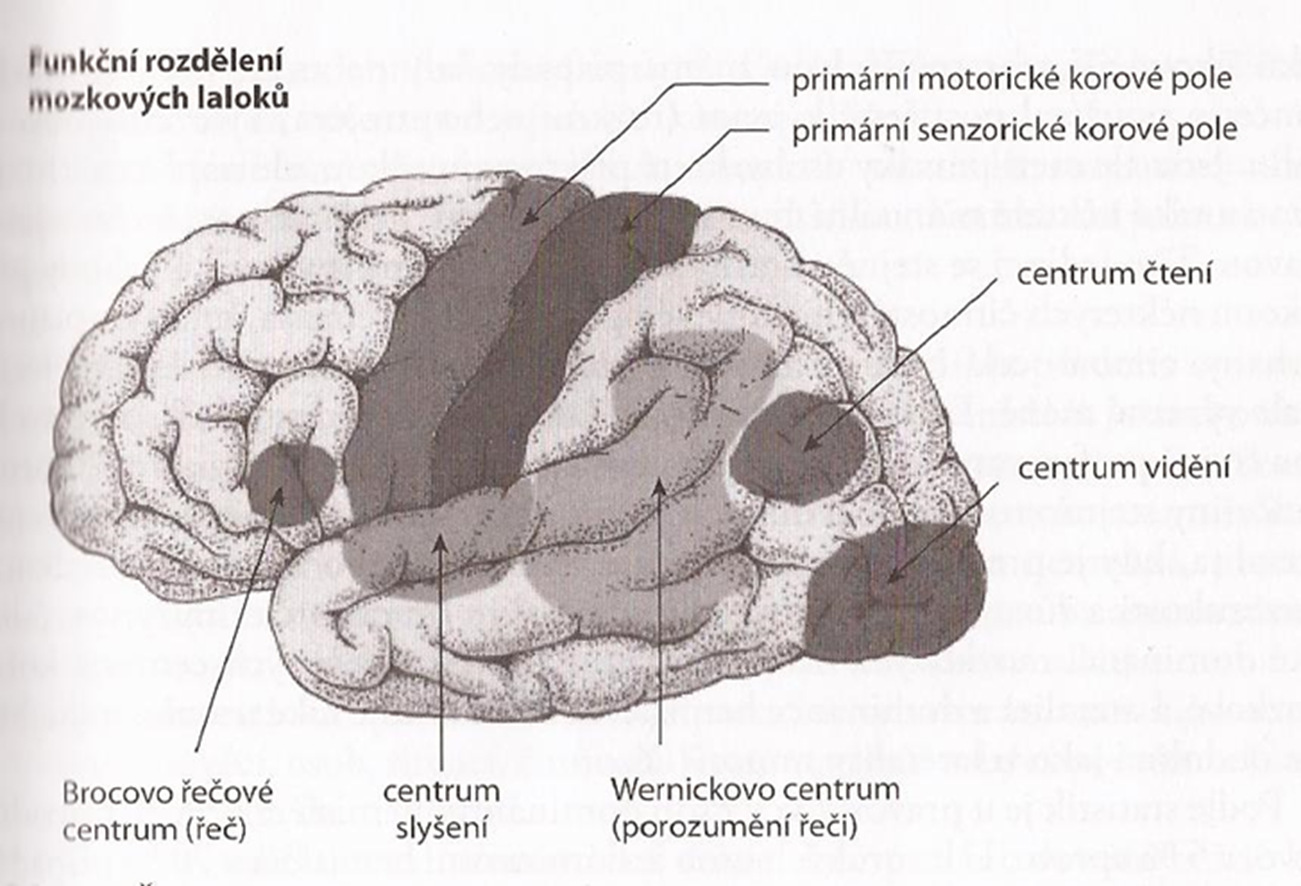 Funkční rozdělení
mozkových laloků
primární motorické korové pole
primární senzorické korové pole
centrum čtení
centrum vidění
Brocovo řečové
centrum (řeč)
centrum
slyšení
Wernickovo centrum
(porozumění řeči)